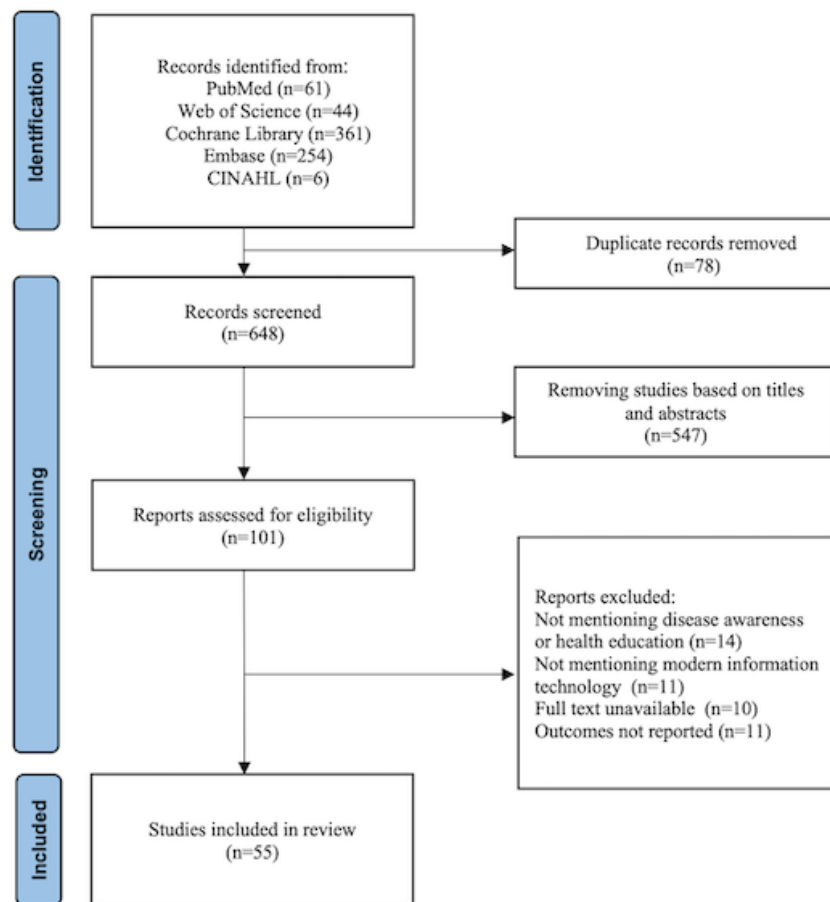 Identification
Records identified from:
PubMed (n=61)
Web of Science (n=44)
Cochrane Library (n=361)
Embase (n=254)
CINAHL (n=6)
Duplicate records removed
(n=78)
Screening
Records screened
(n=648)
Removing studies based on titles
and abstracts
(n=547)
Reports assessed for eligibility
(n=101)
Reports excluded:
Not mentioning disease awareness
or health education (n=14)
Not mentioning modern information
technology (n=11)
Full text unavailable (n=10)
Outcomes not reported (n=11)
Included
Studies included in review
(n=55)